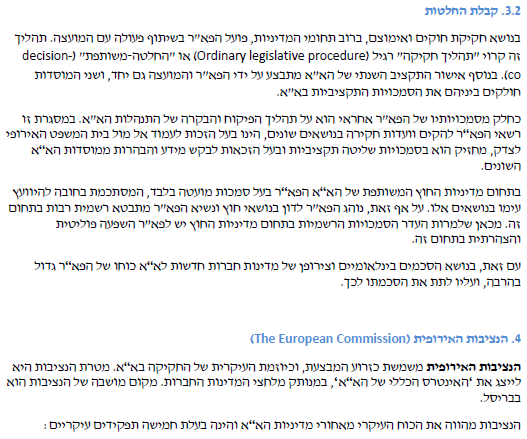 3.2. קבלת החלטות
בנושא חקיקת חוקים ואימוצם, ברוב תחומי המדיניות, פועל הפא"ר בשיתוף פעולה עם המועצה. תהליך
זה קרוי "תהליך חקיקה" רגיל (Ordinary legislative procedure) או "החלטה-משותפת" (decision-
co). בנוסף אישור התקציב השנתי של הא"א מתבצע על ידי הפא"ר והמועצה גם יחד, ושני המוסדות
חולקים ביניהם את הסמכויות התקציביות בא"א.
כחלק מסמכויותיו של הפא"ר אחראי הוא על תהליך הפיקוח והבקרה של התנהלות הא"א. במסגרת זו
רשאי הפא"ר להקים וועדות חקירה בנושאים שונים, הינו בעל הזכות לעמוד אל מול בית המשפט האירופי
לצדק, מחזיק הוא בסמכויות שליטה תקציביות ובעל הזכאות לבקש מידע והבהרות ממוסדות הא"א
השונים.
בתחום מדיניות החוץ המשותפת של הא"א הפא"ר בעל סמכות מועטה בלבד, המסתכמת בחובה להיוועץ
עימו בנושאים אלו. על אף זאת, נוהג הפא"ר לדון בנושאי חוץ ונשיא הפא"ר מתבטא רשמית רבות בתחום
זה. מכאן שלמרות העדר הסמכויות הרשמיות בתחום מדיניות החוץ יש לפא"ר השפעה פוליטית
והצהרתית בתחום זה.
עם זאת, בנושא הסכמים בינלאומיים וצירופן של מדינות חברות חדשות לא"א כוחו של הפא"ר גדול
בהרבה, ועליו לתת את הסכמתו לכך.
4. הנציבות האירופית (The European Commission)
הנציבות האירופית משמשת כזרוע המבצעת, וכיוזמת העיקרית של החקיקה בא"א. מטרת הנציבות היא
לייצג את 'האינטרס הכללי של הא"א', במנותק מלחצי המדינות החברות. מקום מושבה של הנציבות הוא
בבריסל.
הנציבות מהווה את הכוח העיקרי מאחורי מדיניות הא"א והינה בעלת חמישה תפקידים עיקריים: